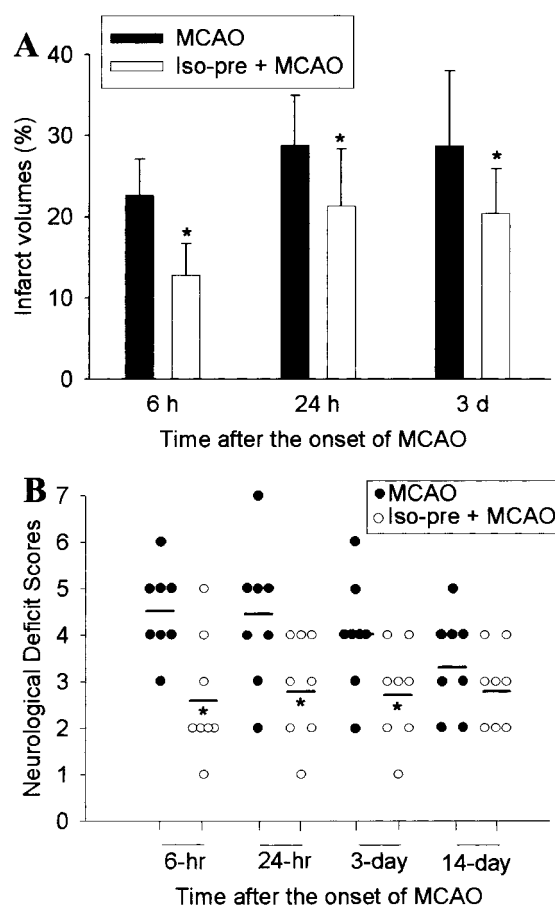 A
MCAO
Iso-pre + MCAO
40
30
20
10
0
Infarct volumes (%)
*
*
*
6 h
24 h
3 d
Time after the onset of MCAO
B
MCAO
Iso-pre + MCAO
7
6
5
4
3
2
1
0
Neurological Deficit Scores
*
*
*
6-hr
24-hr
3-day
14-day
Time after the onset of MCAO